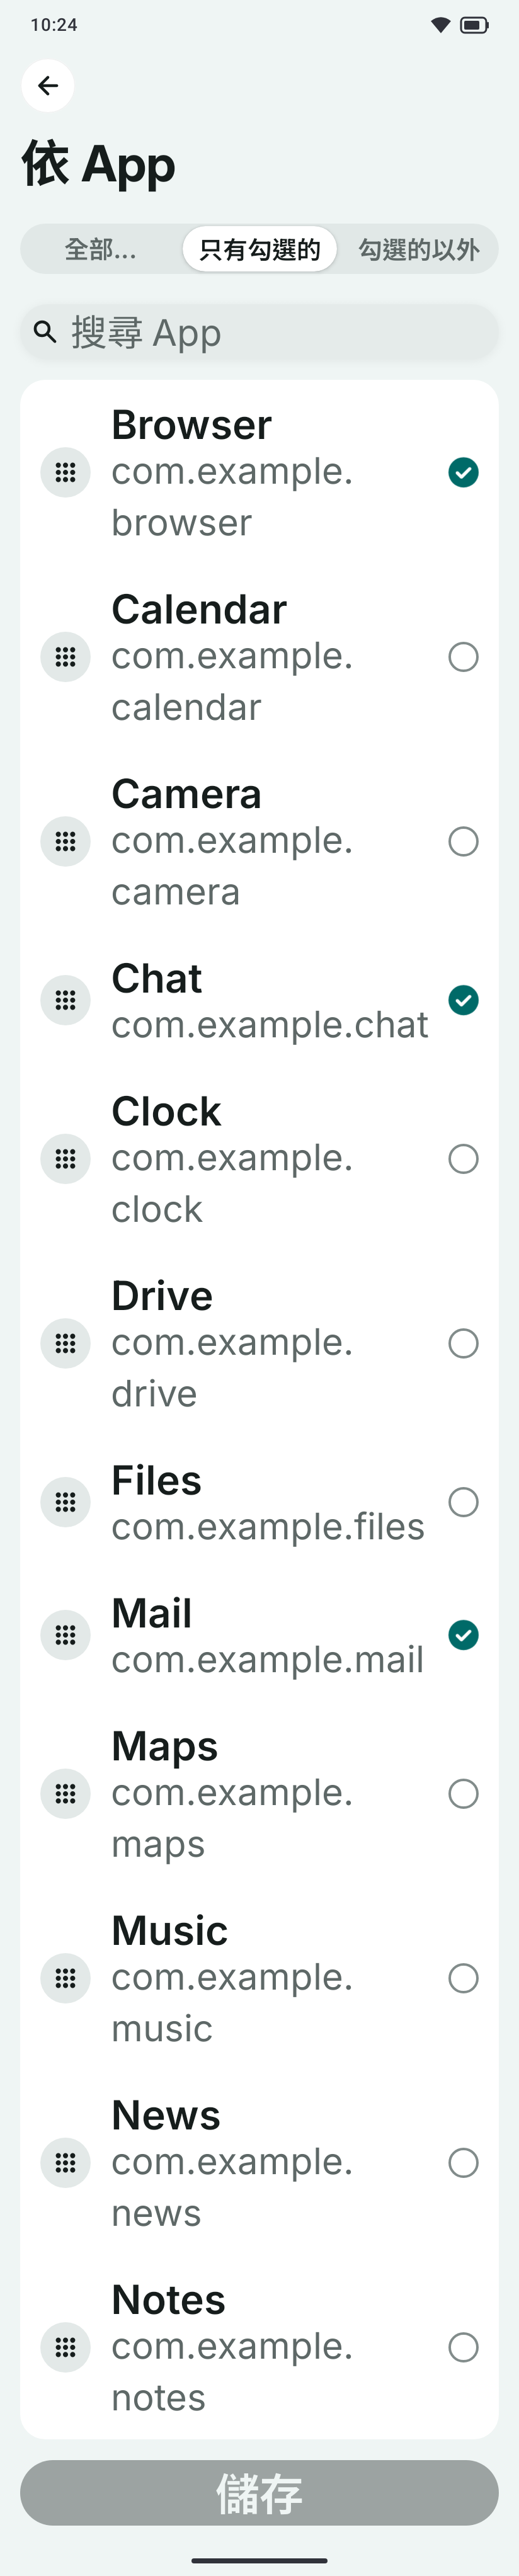 10:24
依 App
全部...
只有勾選的
勾選的以外
搜尋 App
Browser
com.example.
browser
Calendar
com.example.
calendar
Camera
com.example.
camera
Chat
com.example.chat
Clock
com.example.
clock
Drive
com.example.
drive
Files
com.example.files
Mail
com.example.mail
Maps
com.example.
maps
Music
com.example.
music
News
com.example.
news
Notes
com.example.
notes
儲存